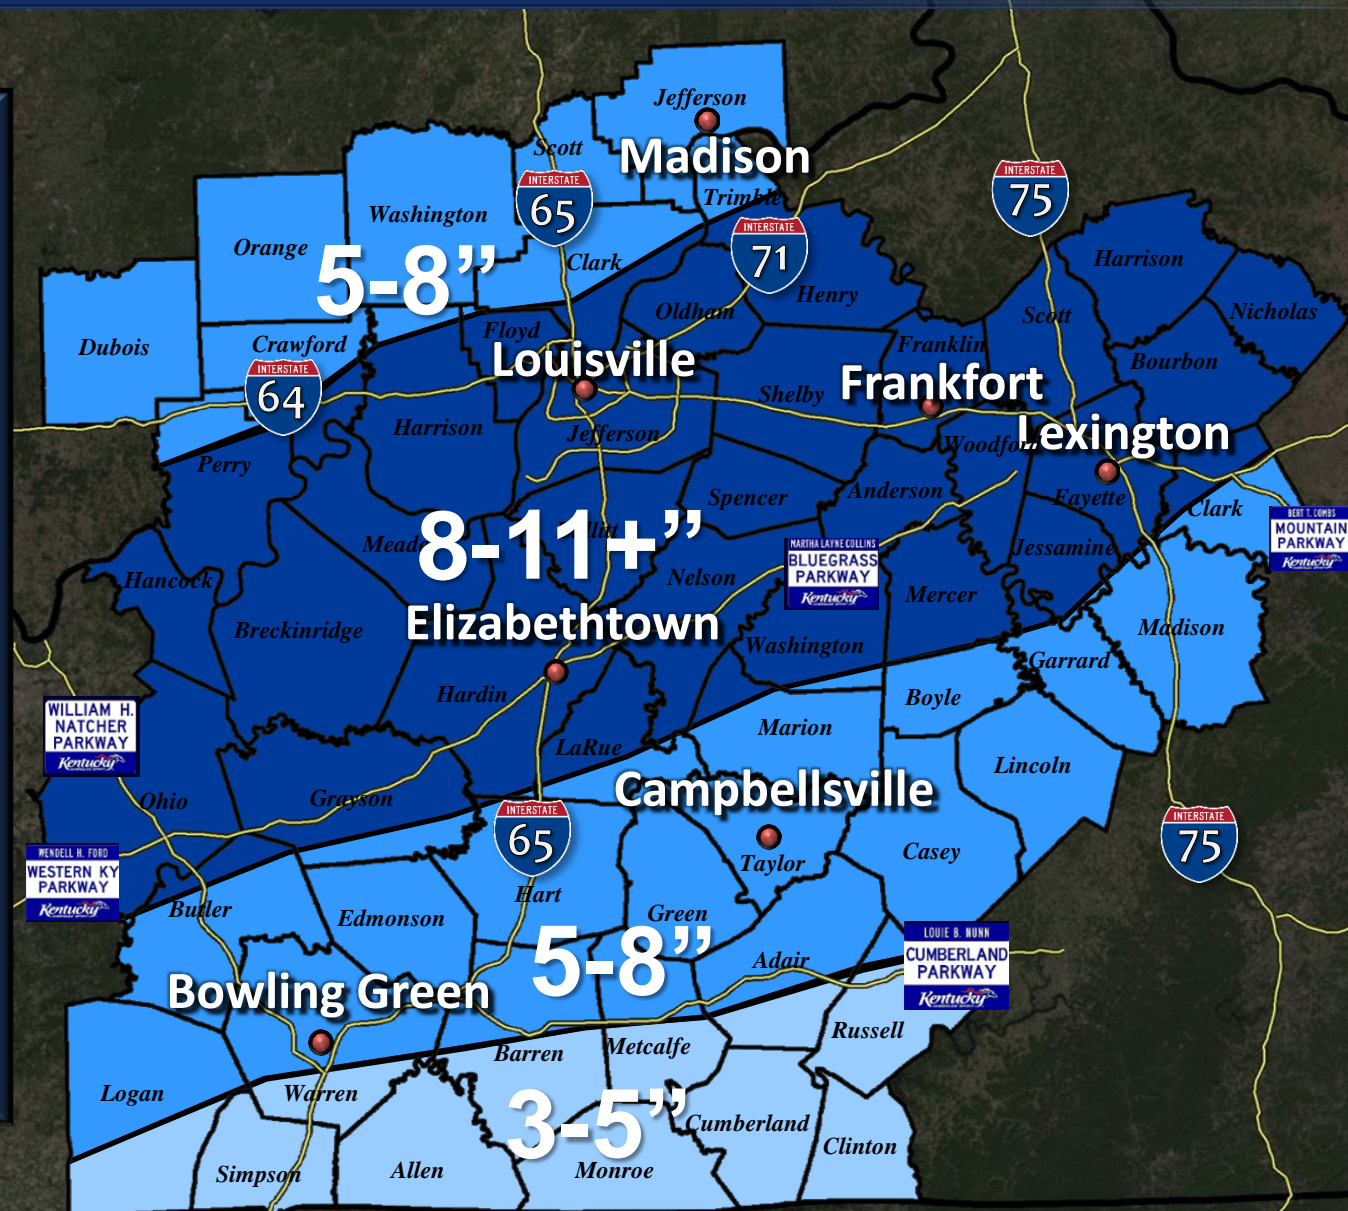 Jefferson
Scott
Madison
INTERSTATE
65
Trimble
INTERSTATE
75
Washington
Orange
INTERSTATE
71
5-8”
Clark
Harrison
Henry
Oldham
Nicholas
Scott
Floyd
Franklin
Crawford
Dubois
Louisville
Bourbon
INTERSTATE
64
Shelby
Frankfort
Harrison
Jefferson
Lexington
Woodford
Perry
Anderson
Spencer
Fayette
Clark
BERT T. COMBS
MOUNTAIN
PARKWAY
Kentucky
8-11+”
MARTHA LAYNE COLLINS
BLUEGRASS
PARKWAY
Kentucky
Jessamine
Hancock
Nelson
Mercer
Elizabethtown
Breckinridge
Madison
Washington
Garrard
Hardin
Boyle
WILLIAM H.
NATCHER
PARKWAY
Kentucky
Marion
LaRue
Lincoln
Ohio
Grayson
Campbellsville
INTERSTATE
65
INTERSTATE
75
WENDELL H. FORD
WESTERN KY
PARKWAY
Kentucky
Casey
Taylor
Hart
Butler
Edmonson
Green
LOUIE B. NUNN
CUMBERLAND
PARKWAY
Kentucky
5-8”
Adair
Bowling Green
Russell
Barren
Metcalfe
Logan
Warren
3-5”
Cumberland
Clinton
Simpson
Allen
Monroe